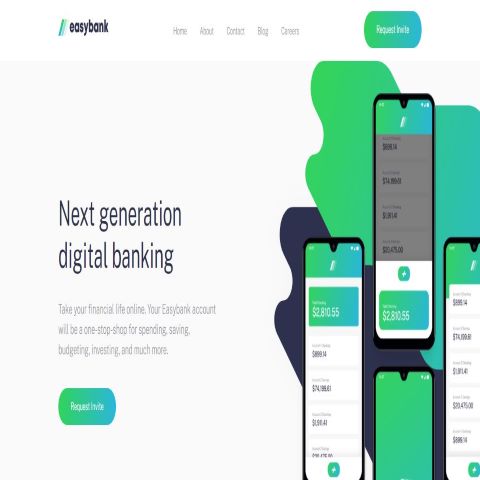 easybank
Home About Contact Blog Careers
Request Invite
Next generation
digital banking
Take your financial life online. Your Easybank account
will be a one-stop-shop for spending, saving,
budgeting, investing, and much more.
Request Invite
$899.14
$74,199.61
$1,911.41
$20,475.00
$2,810.55
$2,810.55
$899.14
$74,199.61
$1,911.41
$20,475.00
$899.14
$74,199.61
$1,911.41
$20,475.00
$899.14